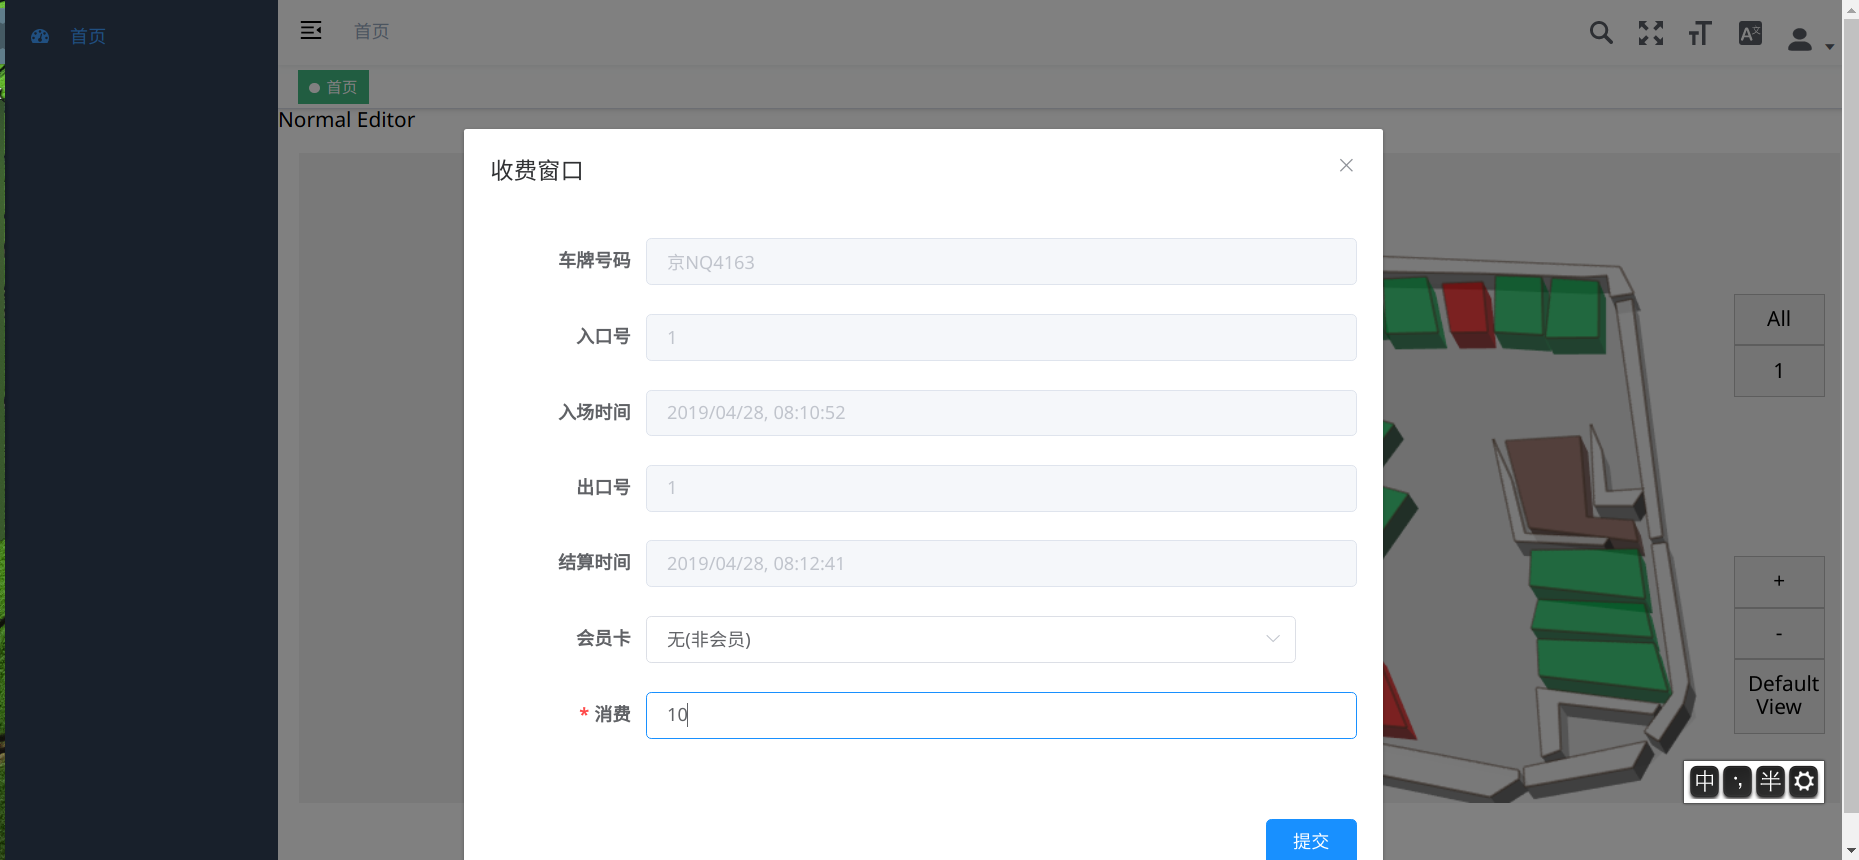 首页
首页
首页
Normal Editor
收费窗口
车牌号码 京NQ4163
入口号 1
入场时间 2019/04/28, 08:10:52
出口号 1
结算时间 2019/04/28, 08:12:41
会员卡 无(非会员)
* 消费 10
提交
All
1
+
-
Default
View
中 ·, 半